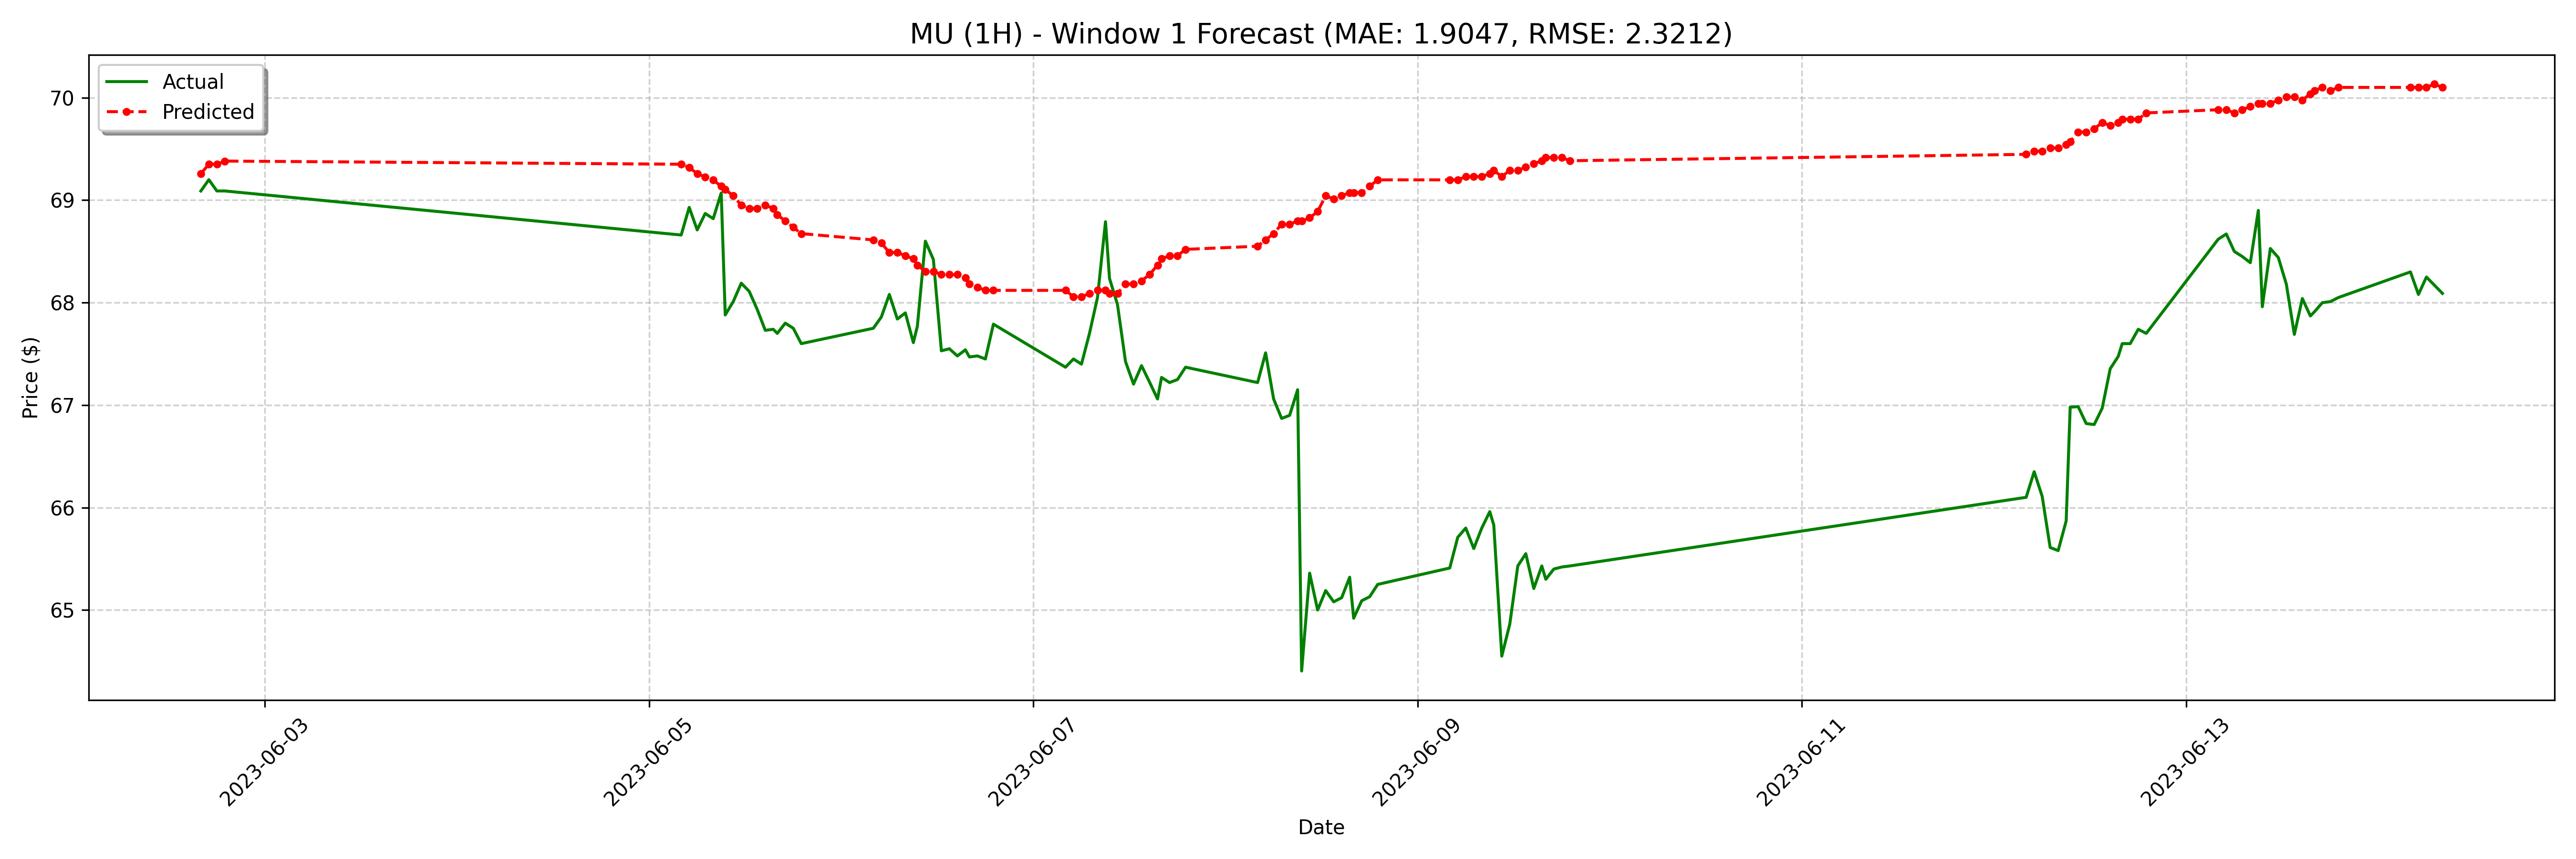 MU (1H) - Window 1 Forecast (MAE: 1.9047, RMSE: 2.3212)
Actual
Predicted
Price ($)
70
69
68
67
66
65
2023-06-03
2023-06-05
2023-06-07
2023-06-09
2023-06-11
2023-06-13
Date